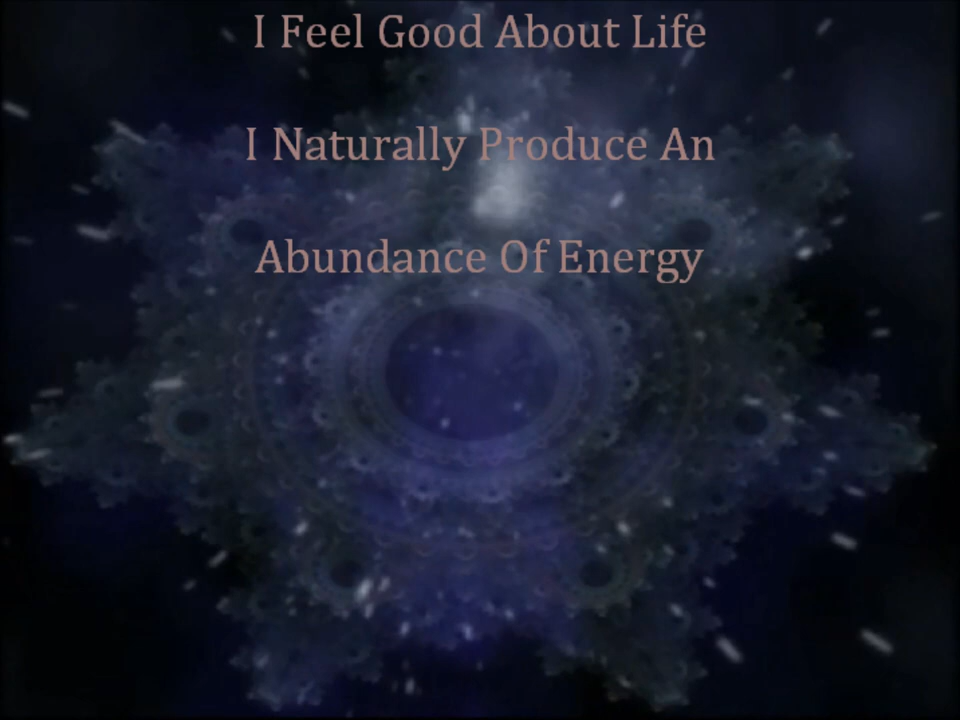 I Feel Good About Life
I Naturally Produce An
Abundance Of Energy